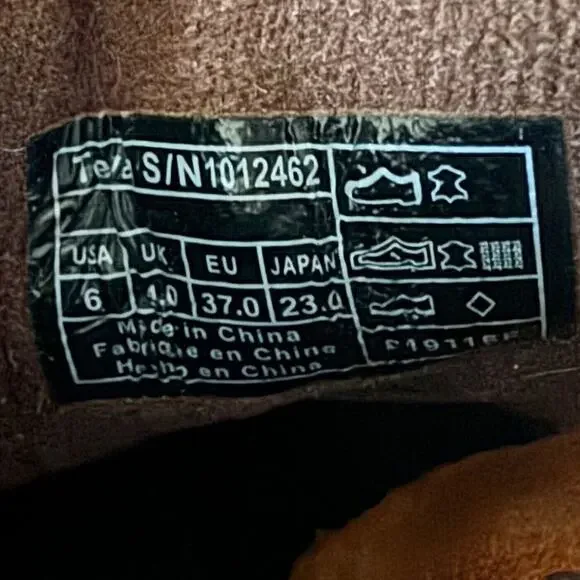 S/N1012462
USA UK EU JAPAN
6 4.0 37.0 23.0
Made in China
Fabriqué en China
Hecho en China